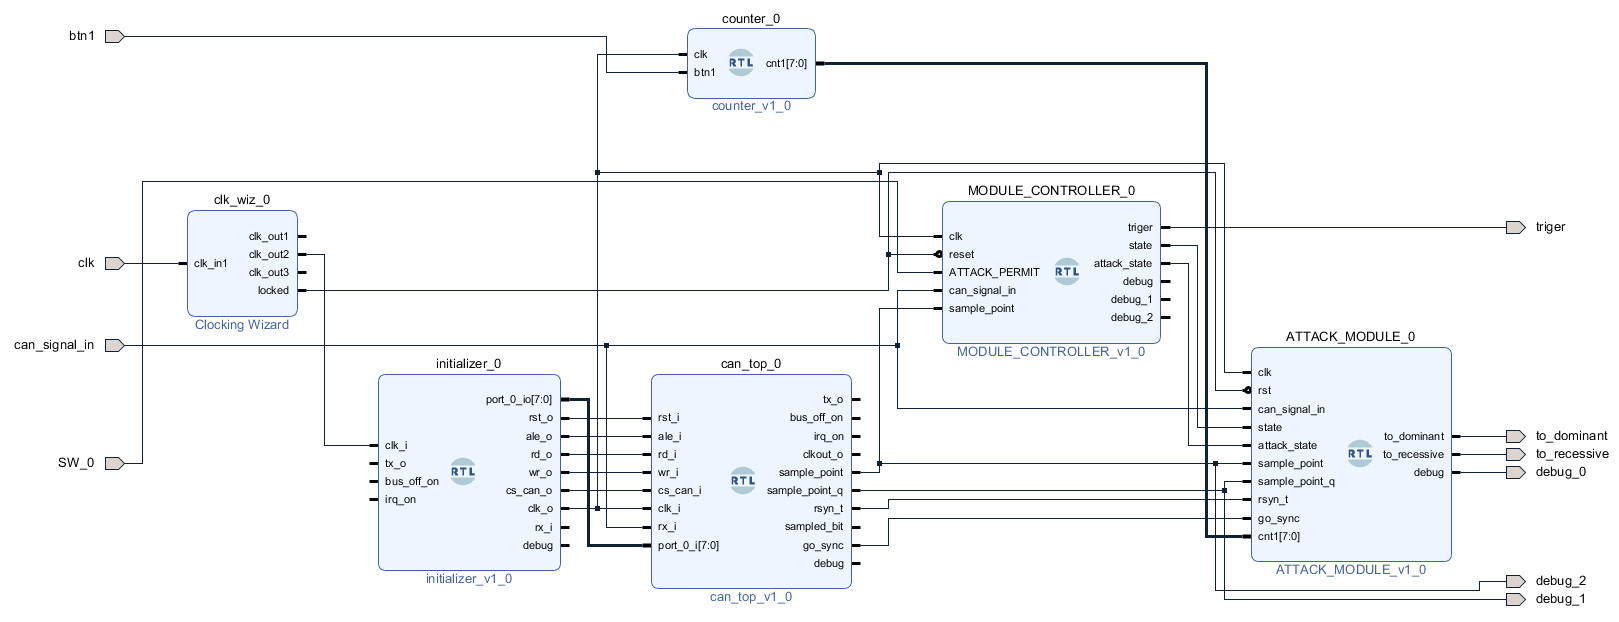 btn1
clk
can_signal_in
SW_0
counter_0
clk
btn1
RTL
cnt1[7:0]
counter_v1_0
clk_wiz_0
clk_in1
clk_out1
clk_out2
clk_out3
locked
Clocking Wizard
initializer_0
clk_i
tx_o
bus_off_on
irq_on
RTL
port_0_io[7:0]
rst_o
ale_o
rd_o
wr_o
cs_can_o
clk_o
rx_i
debug
initializer_v1_0
can_top_0
rst_i
ale_i
rd_i
wr_i
cs_can_i
clk_i
rx_i
port_0_i[7:0]
RTL
tx_o
bus_off_on
irq_on
clkout_o
sample_point
sample_point_q
rsyn_t
sampled_bit
go_sync
debug
can_top_v1_0
MODULE_CONTROLLER_0
clk
reset
ATTACK_PERMIT
can_signal_in
sample_point
RTL
triger
state
attack_state
debug
debug_1
debug_2
MODULE_CONTROLLER_v1_0
ATTACK_MODULE_0
clk
rst
can_signal_in
state
attack_state
sample_point
sample_point_q
rsyn_t
go_sync
cnt1[7:0]
RTL
to_dominant
to_recessive
debug
ATTACK_MODULE_v1_0
triger
to_dominant
to_recessive
debug_0
debug_2
debug_1